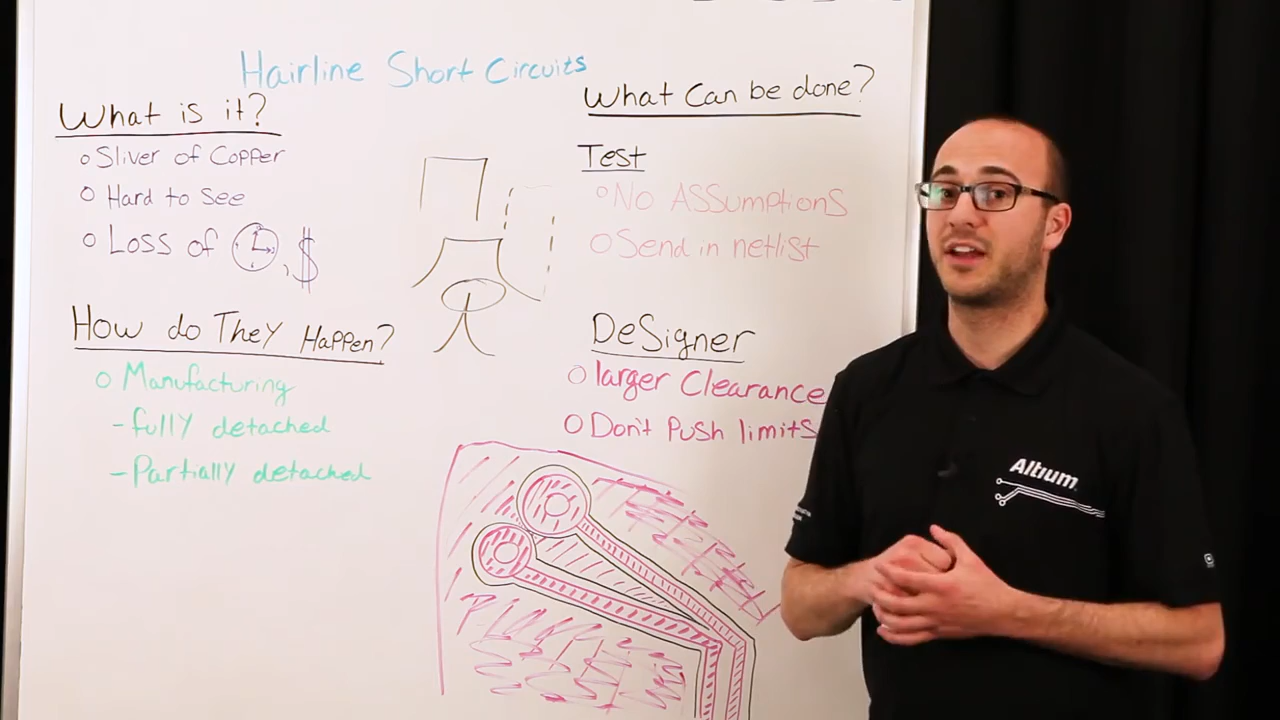 Hairline Short Circuits
What is it?
Sliver of Copper
Hard to see
Loss of , $
How do They Happen?
Manufacturing
- fully detached
- Partially detached
What Can be done?
Test
No Assumptions
Send in netlist
DeSigner
larger Clearance
Don't Push limits
Altium